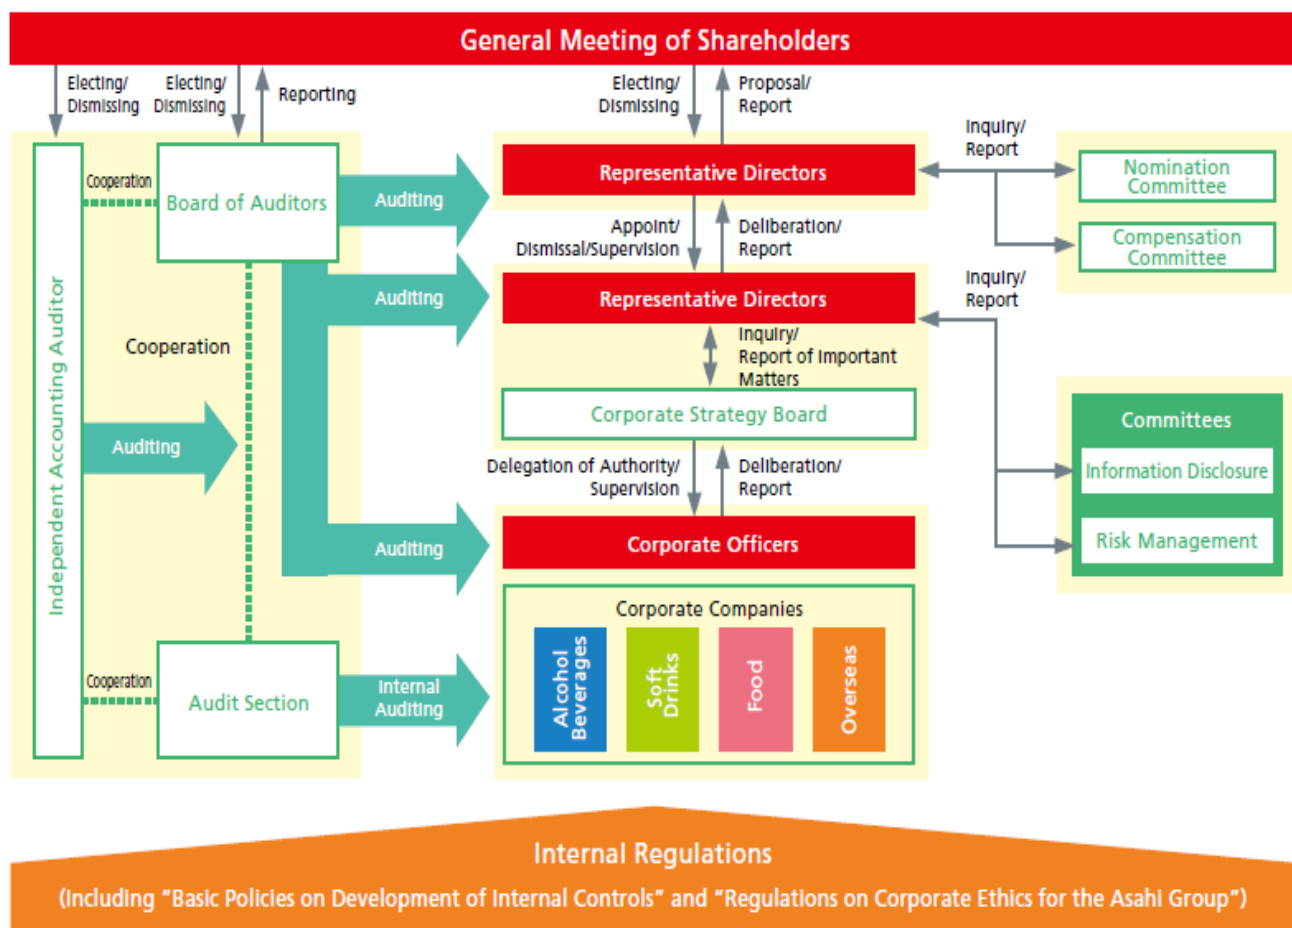 General Meeting of Shareholders
Electing/
Dismissing
Electing/
Dismissing
Reporting
Electing/
Dismissing
Proposal/
Report
Inquiry/
Report
Independent Accounting Auditor
Cooperation
Board of Auditors
Auditing
Representative Directors
Nomination
Committee
Compensation
Committee
Appoint/
Dismissal/Supervision
Deliberation/
Report
Auditing
Representative Directors
Inquiry/
Report
Cooperation
Inquiry/
Report of Important
Matters
Corporate Strategy Board
Auditing
Delegation of Authority/
Supervision
Deliberation/
Report
Committees
Information Disclosure
Risk Management
Auditing
Corporate Officers
Corporate Companies
Alcohol
Beverages
Soft
Drinks
Food
Overseas
Cooperation
Audit Section
Internal
Auditing
Internal Regulations
(Including “Basic Policies on Development of Internal Controls” and “Regulations on Corporate Ethics for the Asahi Group”)